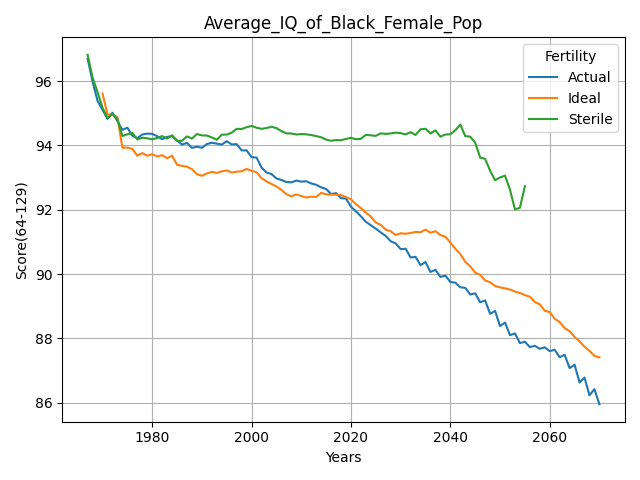 Average_IQ_of_Black_Female_Pop
Score(64-129)
96
94
92
90
88
86
1980
2000
2020
2040
2060
Years
Fertility
Actual
Ideal
Sterile